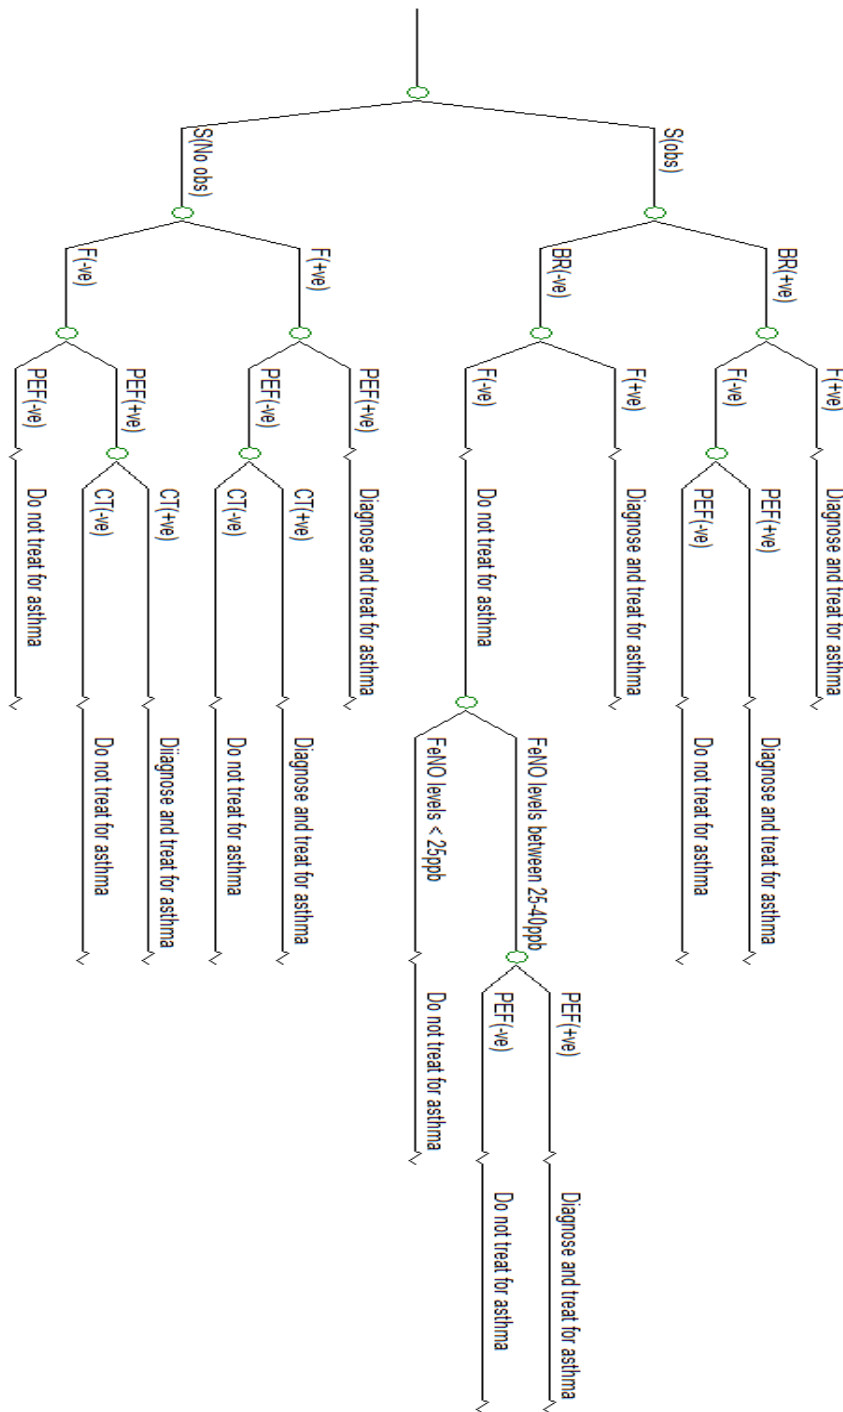 F(+ve)
Diagnose and treat for asthma
BR(+ve)
PEF(+ve)
Diagnose and treat for asthma
F(-ve)
PEF(-ve)
Do not treat for asthma
S(obs)
F(+ve)
Diagnose and treat for asthma
BR(-ve)
PEF(+ve)
Diagnose and treat for asthma
FeNO levels between 25-40ppb
PEF(-ve)
Do not treat for asthma
F(-ve)
Do not treat for asthma
FeNO levels < 25ppb
Do not treat for asthma
PEF(+ve)
Diagnose and treat for asthma
F(+ve)
CT(+ve)
Diagnose and treat for asthma
PEF(-ve)
CT(-ve)
Do not treat for asthma
S(No obs)
CT(+ve)
Diiagnose and treat for asthma
PEF(+ve)
CT(-ve)
Do not treat for asthma
F(-ve)
PEF(-ve)
Do not treat for asthma